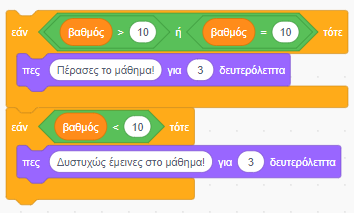 εάν βαθμός > 10 ή βαθμός = 10 τότε
πες Πέρασες το μάθημα! για 3 δευτερόλεπτα
εάν βαθμός < 10 τότε
πες Δυστυχώς έμεινες στο μάθημα! για 3 δευτερόλεπτα